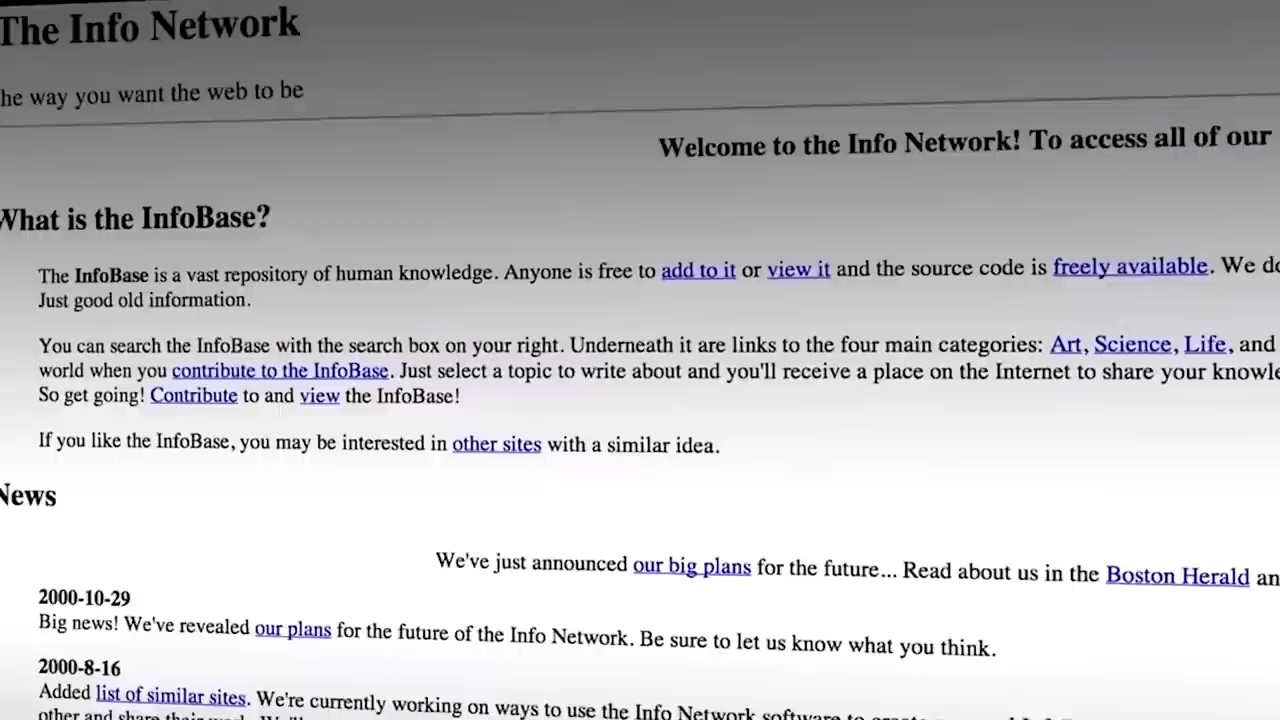 The Info Network
he way you want the web to be
Welcome to the Info Network! To access all of our
What is the InfoBase?
The InfoBase is a vast repository of human knowledge. Anyone is free to add to it or view it and the source code is freely available. We do
Just good old information.
You can search the InfoBase with the search box on your right. Underneath it are links to the four main categories: Art, Science, Life, and
world when you contribute to the InfoBase. Just select a topic to write about and you'll receive a place on the Internet to share your knowle
So get going! Contribute to and view the InfoBase!
If you like the InfoBase, you may be interested in other sites with a similar idea.
News
We've just announced our big plans for the future... Read about us in the Boston Herald an
2000-10-29
Big news! We've revealed our plans for the future of the Info Network. Be sure to let us know what you think.
2000-8-16
Added list of similar sites. We're currently working on ways to use the Info Network software to
other and share their